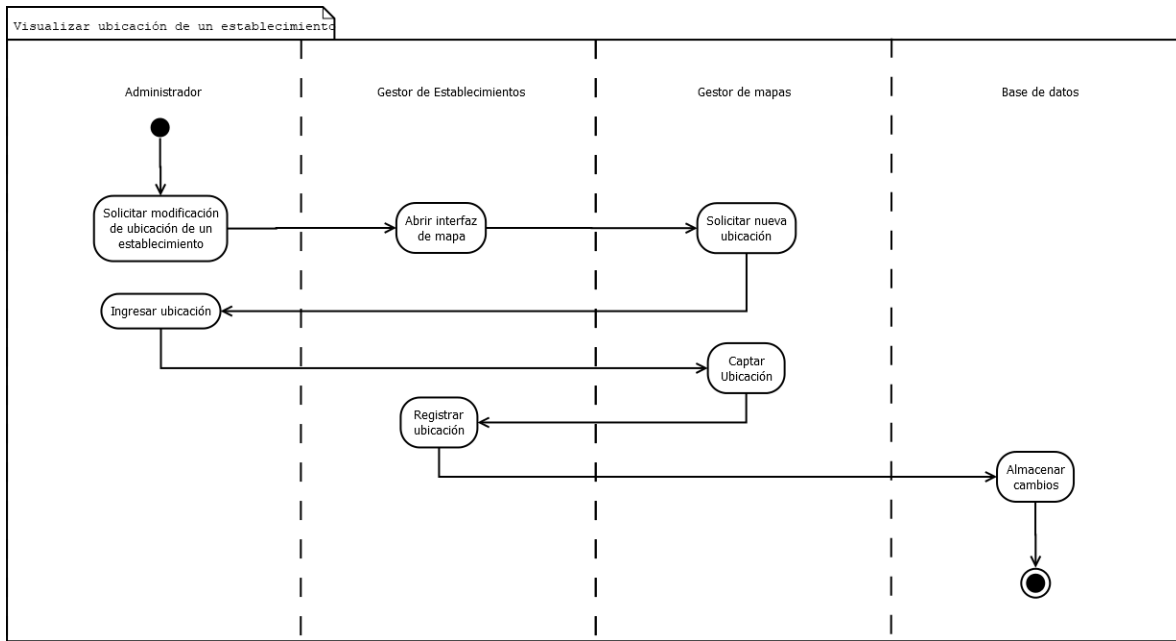 Visualizar ubicación de un establecimiento
Administrador
Gestor de Establecimientos
Gestor de mapas
Base de datos
Solicitar modificación
de ubicación de un
establecimiento
Abrir interfaz
de mapa
Solicitar nueva
ubicación
Ingresar ubicación
Captar
Ubicación
Registrar
ubicación
Almacenar
cambios